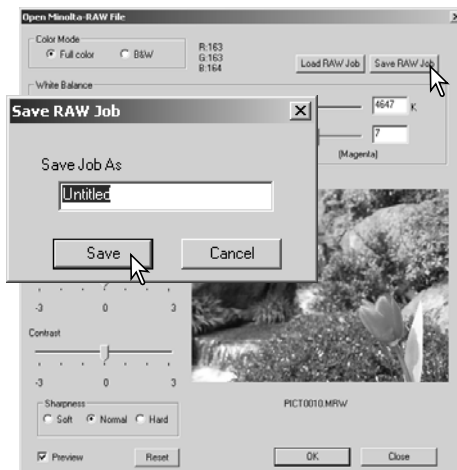 Open Minolta-RAW File
Color Mode
Full color B&W
R:163
G:163
B:164
Load RAW Job Save RAW Job
White Balance
4647 K
7
(Magenta)
Save RAW Job
Save Job As
Untitled
Save Cancel
-3 0 3
Contrast
-3 0 3
Sharpness
Soft Normal Hard
PICT0010.MRW
Preview Reset OK Close